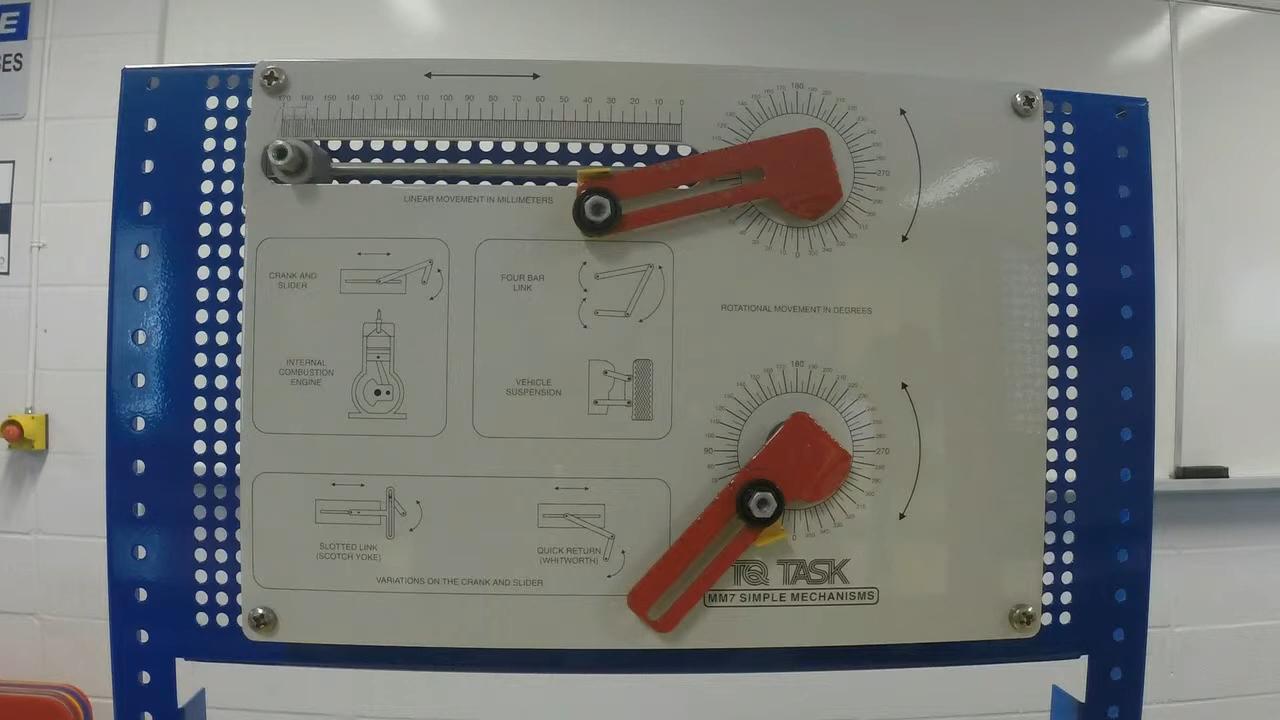 E
SES
170 160 150 140 130 120 110 100 90 80 70 60 50 40 30 20 10 0
180
270
0
LINEAR MOVEMENT IN MILLIMETERS
CRANK AND
SLIDER
FOUR BAR
LINK
ROTATIONAL MOVEMENT IN DEGREES
INTERNAL
COMBUSTION
ENGINE
VEHICLE
SUSPENSION
180
90
270
0
SLOTTED LINK
(SCOTCH YOKE)
QUICK RETURN
(WHITWORTH)
VARIATIONS ON THE CRANK AND SLIDER
TQ TASK
MM7 SIMPLE MECHANISMS